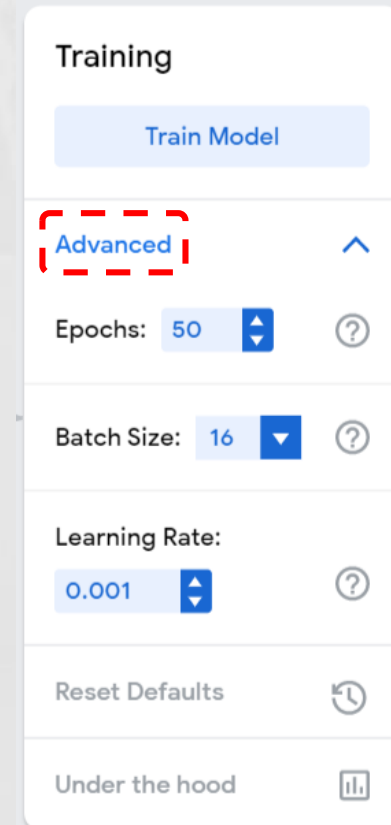 Training
Train Model
Advanced
Epochs: 50
Batch Size: 16
Learning Rate:
0.001
Reset Defaults
Under the hood